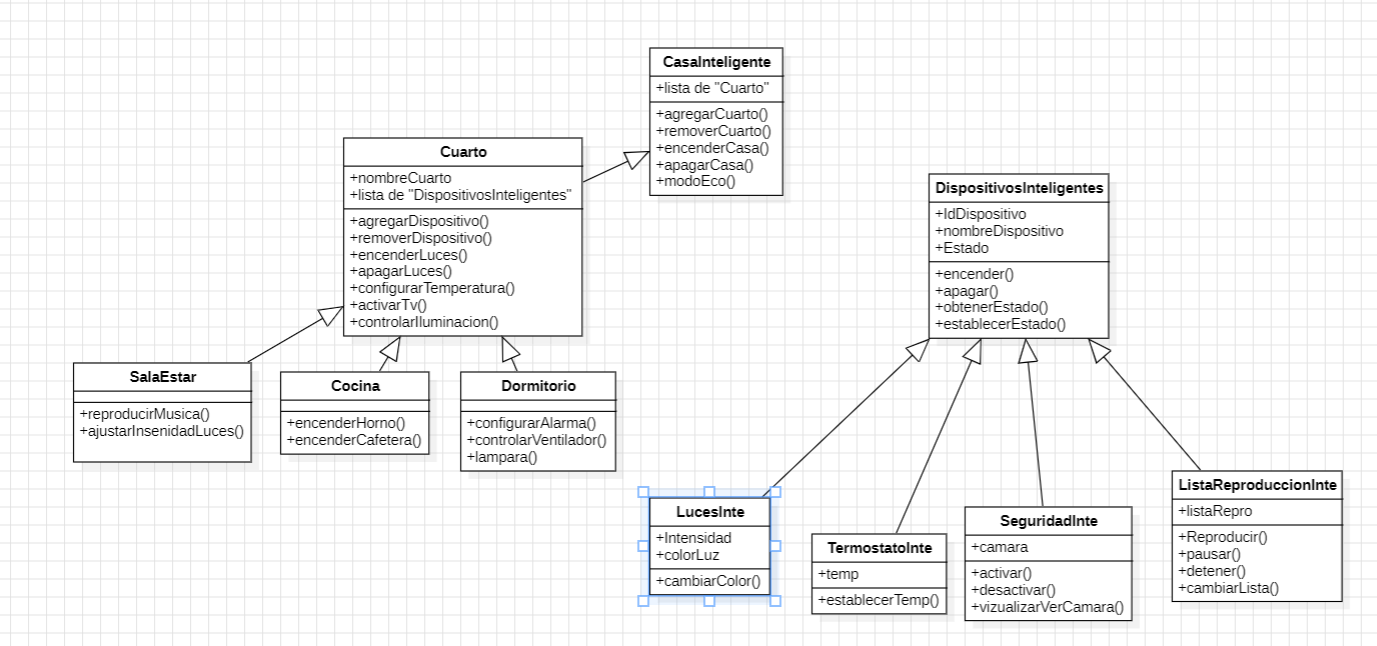 CasaInteligente
+lista de "Cuarto"
+agregarCuarto()
+removerCuarto()
+encenderCasa()
+apagarCasa()
+modoEco()
Cuarto
+nombreCuarto
+lista de "DispositivosInteligentes"
+agregarDispositivo()
+removerDispositivo()
+encenderLuces()
+apagarLuces()
+configurarTemperatura()
+activarTv()
+controlarIluminacion()
DispositivosInteligentes
+IdDispositivo
+nombreDispositivo
+Estado
+encender()
+apagar()
+obtenerEstado()
+establecerEstado()
SalaEstar
+reproducirMusica()
+ajustarInsenidadLuces()
Cocina
+encenderHorno()
+encenderCafetera()
Dormitorio
+configurarAlarma()
+controlarVentilador()
+lampara()
LucesInte
+Intensidad
+colorLuz
+cambiarColor()
TermostatoInte
+temp
+establecerTemp()
SeguridadInte
+camara
+activar()
+desactivar()
+vizualizarVerCamara()
ListaReproduccionInte
+listaRepro
+Reproducir()
+pausar()
+detener()
+cambiarLista()